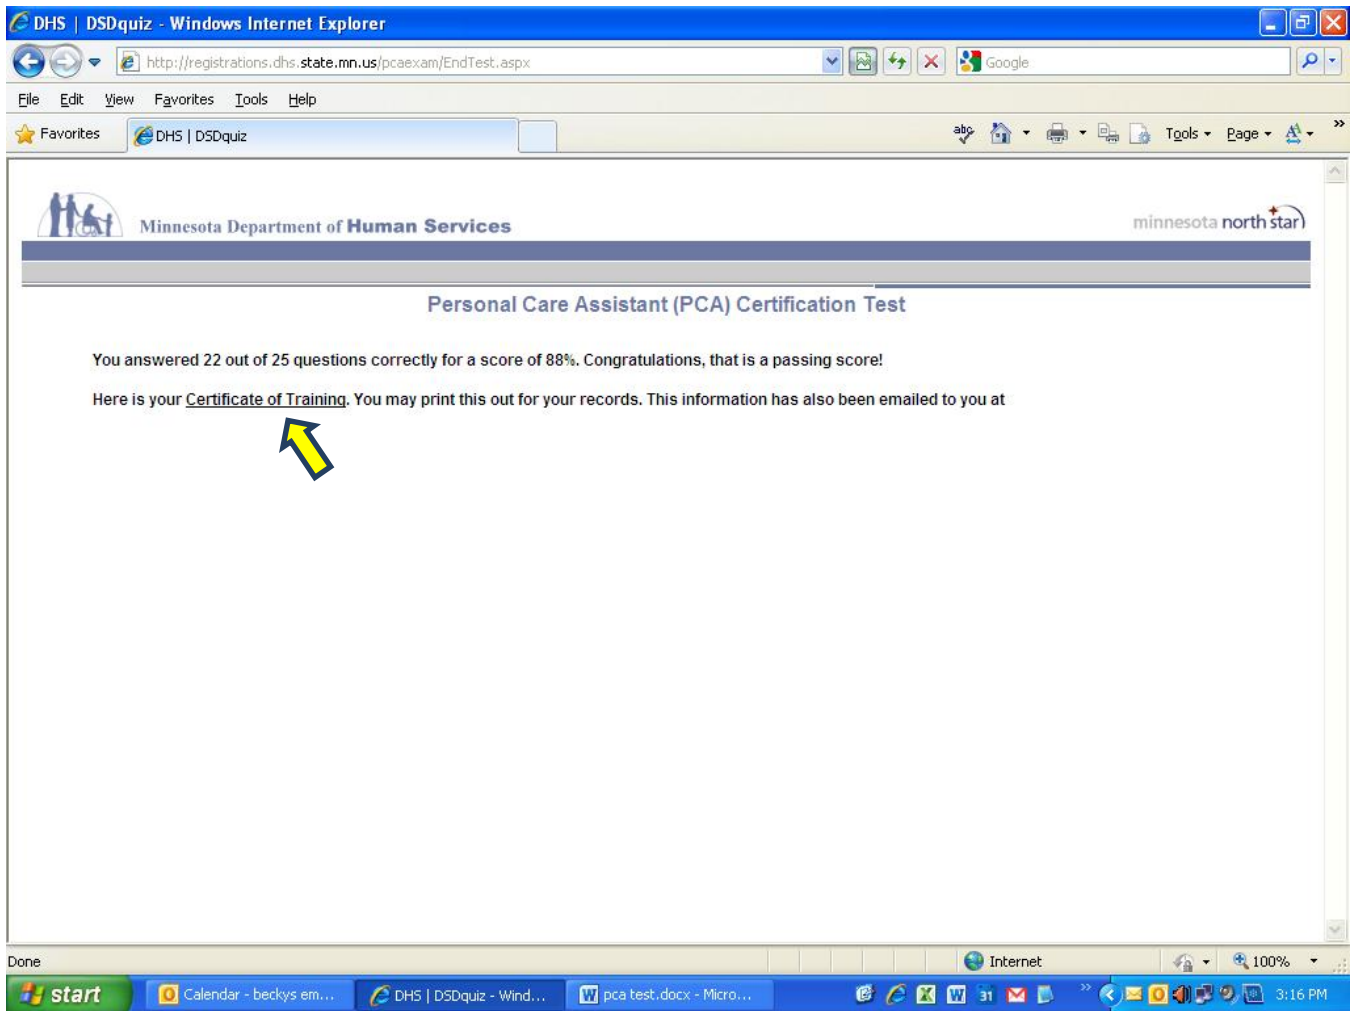 DHS | DSDquiz - Windows Internet Explorer
http://registrations.dhs.state.mn.us/pcaexam/EndTest.aspx
Google
File Edit View Favorites Tools Help
Favorites DHS | DSDquiz
abc
Tools Page
»
Minnesota Department of Human Services
minnesota north star
Personal Care Assistant (PCA) Certification Test
You answered 22 out of 25 questions correctly for a score of 88%. Congratulations, that is a passing score!
Here is your Certificate of Training. You may print this out for your records. This information has also been emailed to you at
Done
Internet
100%
start
Calendar - beckys em...
DHS | DSDquiz - Wind...
pca test.docx - Micro...
31
»
3:16 PM